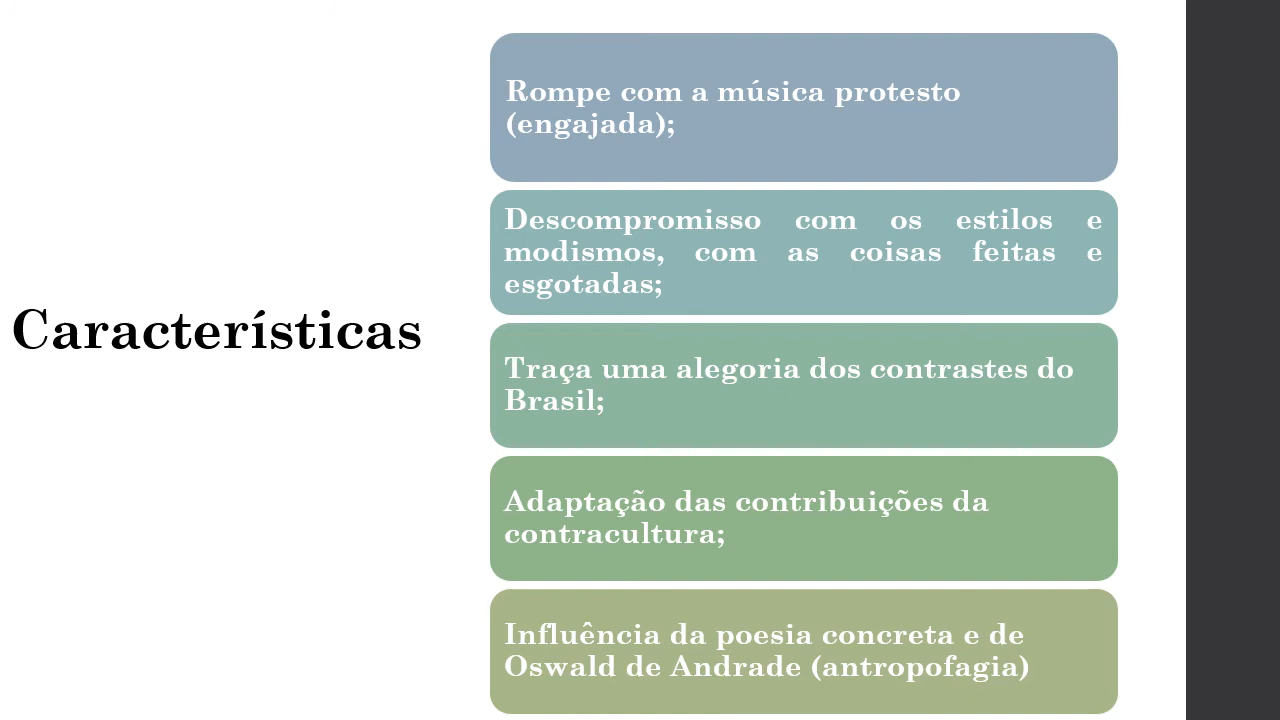 Características
Rompe com a música protesto
(engajada);
Descompromisso com os estilos e
modismos, com as coisas feitas e
esgotadas;
Traça uma alegoria dos contrastes do
Brasil;
Adaptação das contribuições da
contracultura;
Influência da poesia concreta e de
Oswald de Andrade (antropofagia)